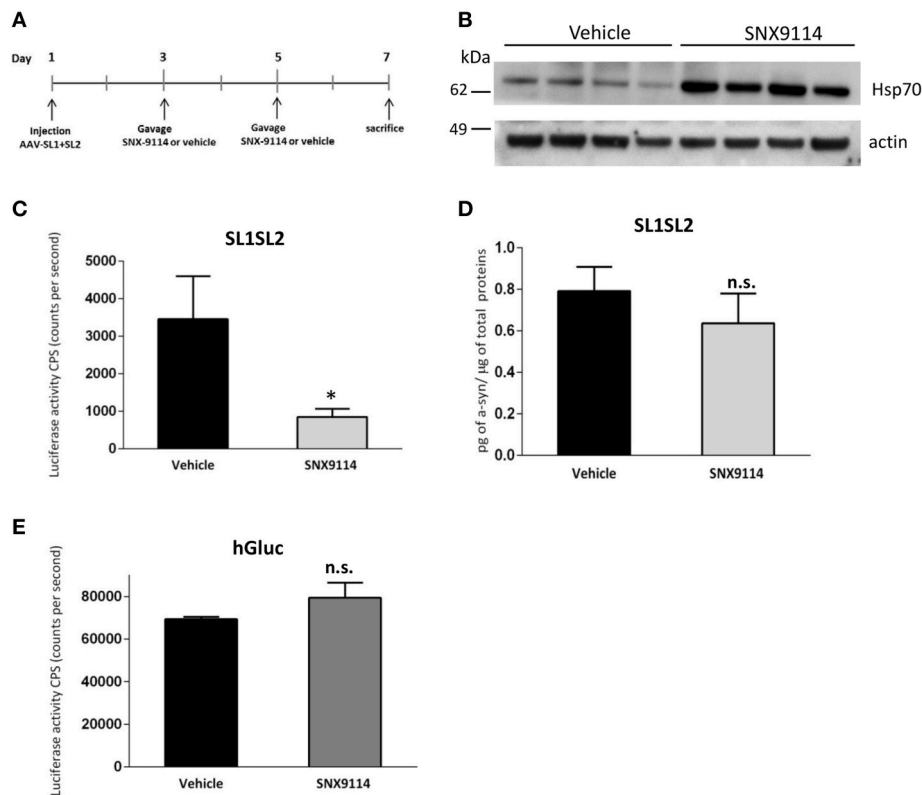 A
Day 1 3 5 7
Injection
AAV-SL1+SL2
Gavage
SNX-9114 or vehicle
Gavage
SNX-9114 or vehicle
sacrifice
B
Vehicle SNX9114
kDa
62
Hsp70
49
actin
C
SL1SL2
Luciferase activity CPS (counts per second)
5000
4000
3000
2000
1000
0
*
Vehicle SNX9114
D
SL1SL2
pg of a-syn/ µg of total proteins
1.0
0.8
0.6
0.4
0.2
0.0
n.s.
Vehicle SNX9114
E
hGluc
Luciferase activity CPS (counts per second)
80000
60000
40000
20000
0
n.s.
Vehicle SNX9114